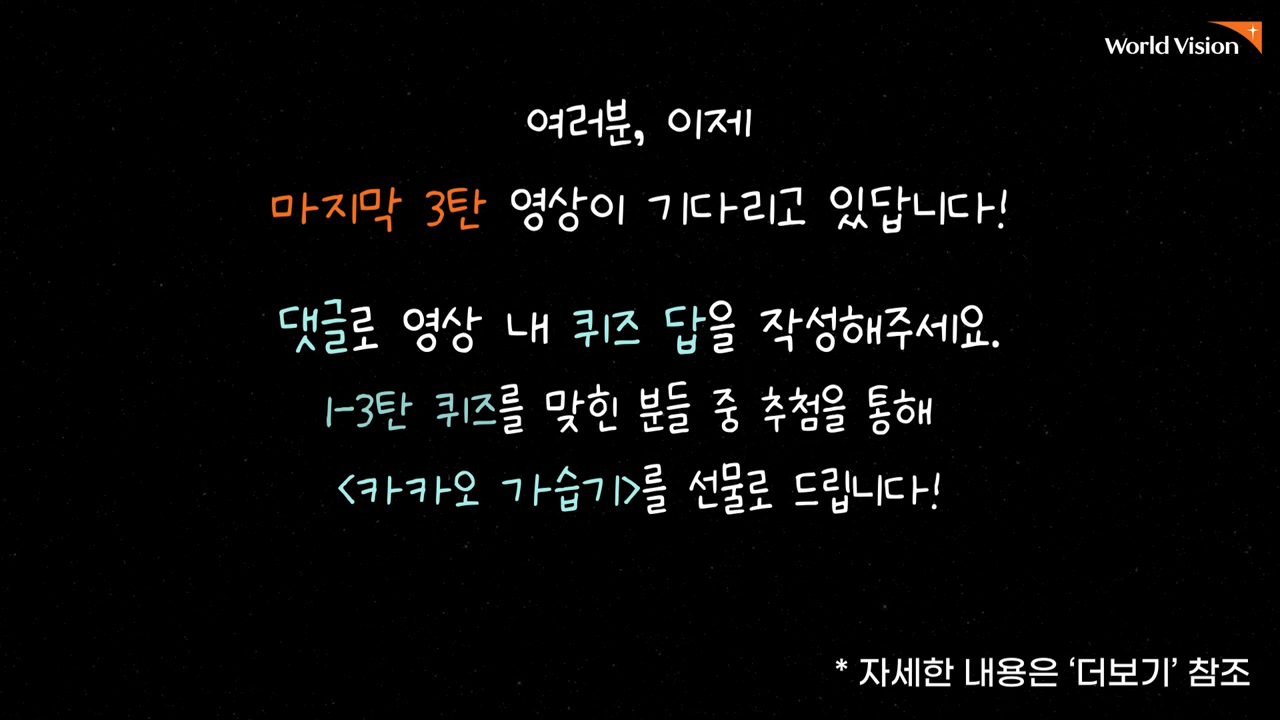 World Vision
여러분, 이제
마지막 3탄 영상이 기다리고 있답니다!
댓글로 영상 내 퀴즈 답을 작성해주세요.
1-3탄 퀴즈를 맞힌 분들 중 추첨을 통해
<카카오 가습기>를 선물로 드립니다!
* 자세한 내용은 ‘더보기’ 참조